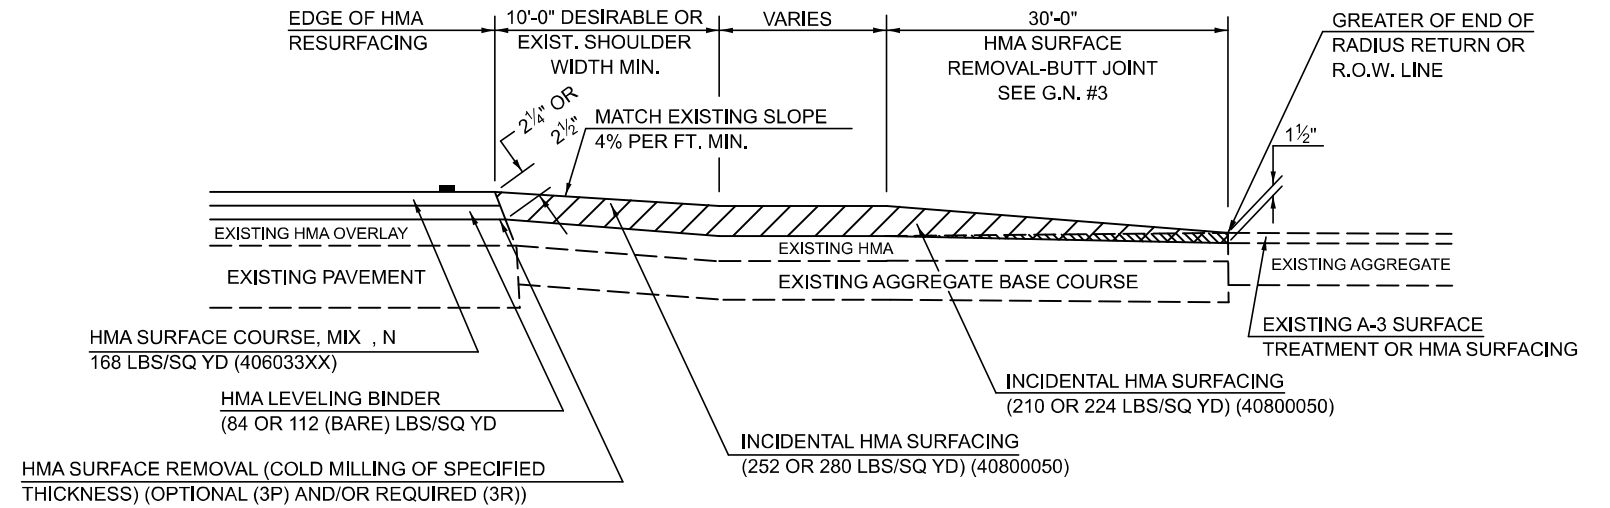 EDGE OF HMA
RESURFACING
10'-0" DESIRABLE OR
EXIST. SHOULDER
WIDTH MIN.
VARIES
30'-0"
HMA SURFACE
REMOVAL-BUTT JOINT
SEE G.N. #3
GREATER OF END OF
RADIUS RETURN OR
R.O.W. LINE
2¼" OR
2½"
MATCH EXISTING SLOPE
4% PER FT. MIN.
1½"
EXISTING HMA OVERLAY
EXISTING PAVEMENT
EXISTING HMA
EXISTING AGGREGATE BASE COURSE
EXISTING AGGREGATE
HMA SURFACE COURSE, MIX , N
168 LBS/SQ YD (406033XX)
HMA LEVELING BINDER
(84 OR 112 (BARE) LBS/SQ YD
HMA SURFACE REMOVAL (COLD MILLING OF SPECIFIED
THICKNESS) (OPTIONAL (3P) AND/OR REQUIRED (3R))
INCIDENTAL HMA SURFACING
(252 OR 280 LBS/SQ YD) (40800050)
INCIDENTAL HMA SURFACING
(210 OR 224 LBS/SQ YD) (40800050)
EXISTING A-3 SURFACE
TREATMENT OR HMA SURFACING